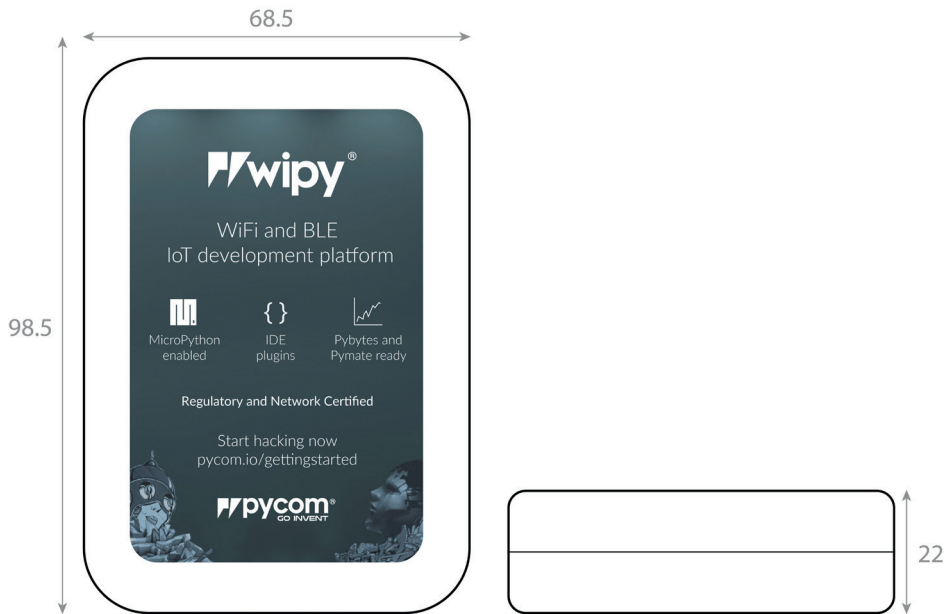 68.5
98.5
wipy®
WiFi and BLE
IoT development platform
MicroPython
enabled
IDE
plugins
Pybytes and
Pymate ready
Regulatory and Network Certified
Start hacking now
pycom.io/gettingstarted
pycom®
GO INVENT
22